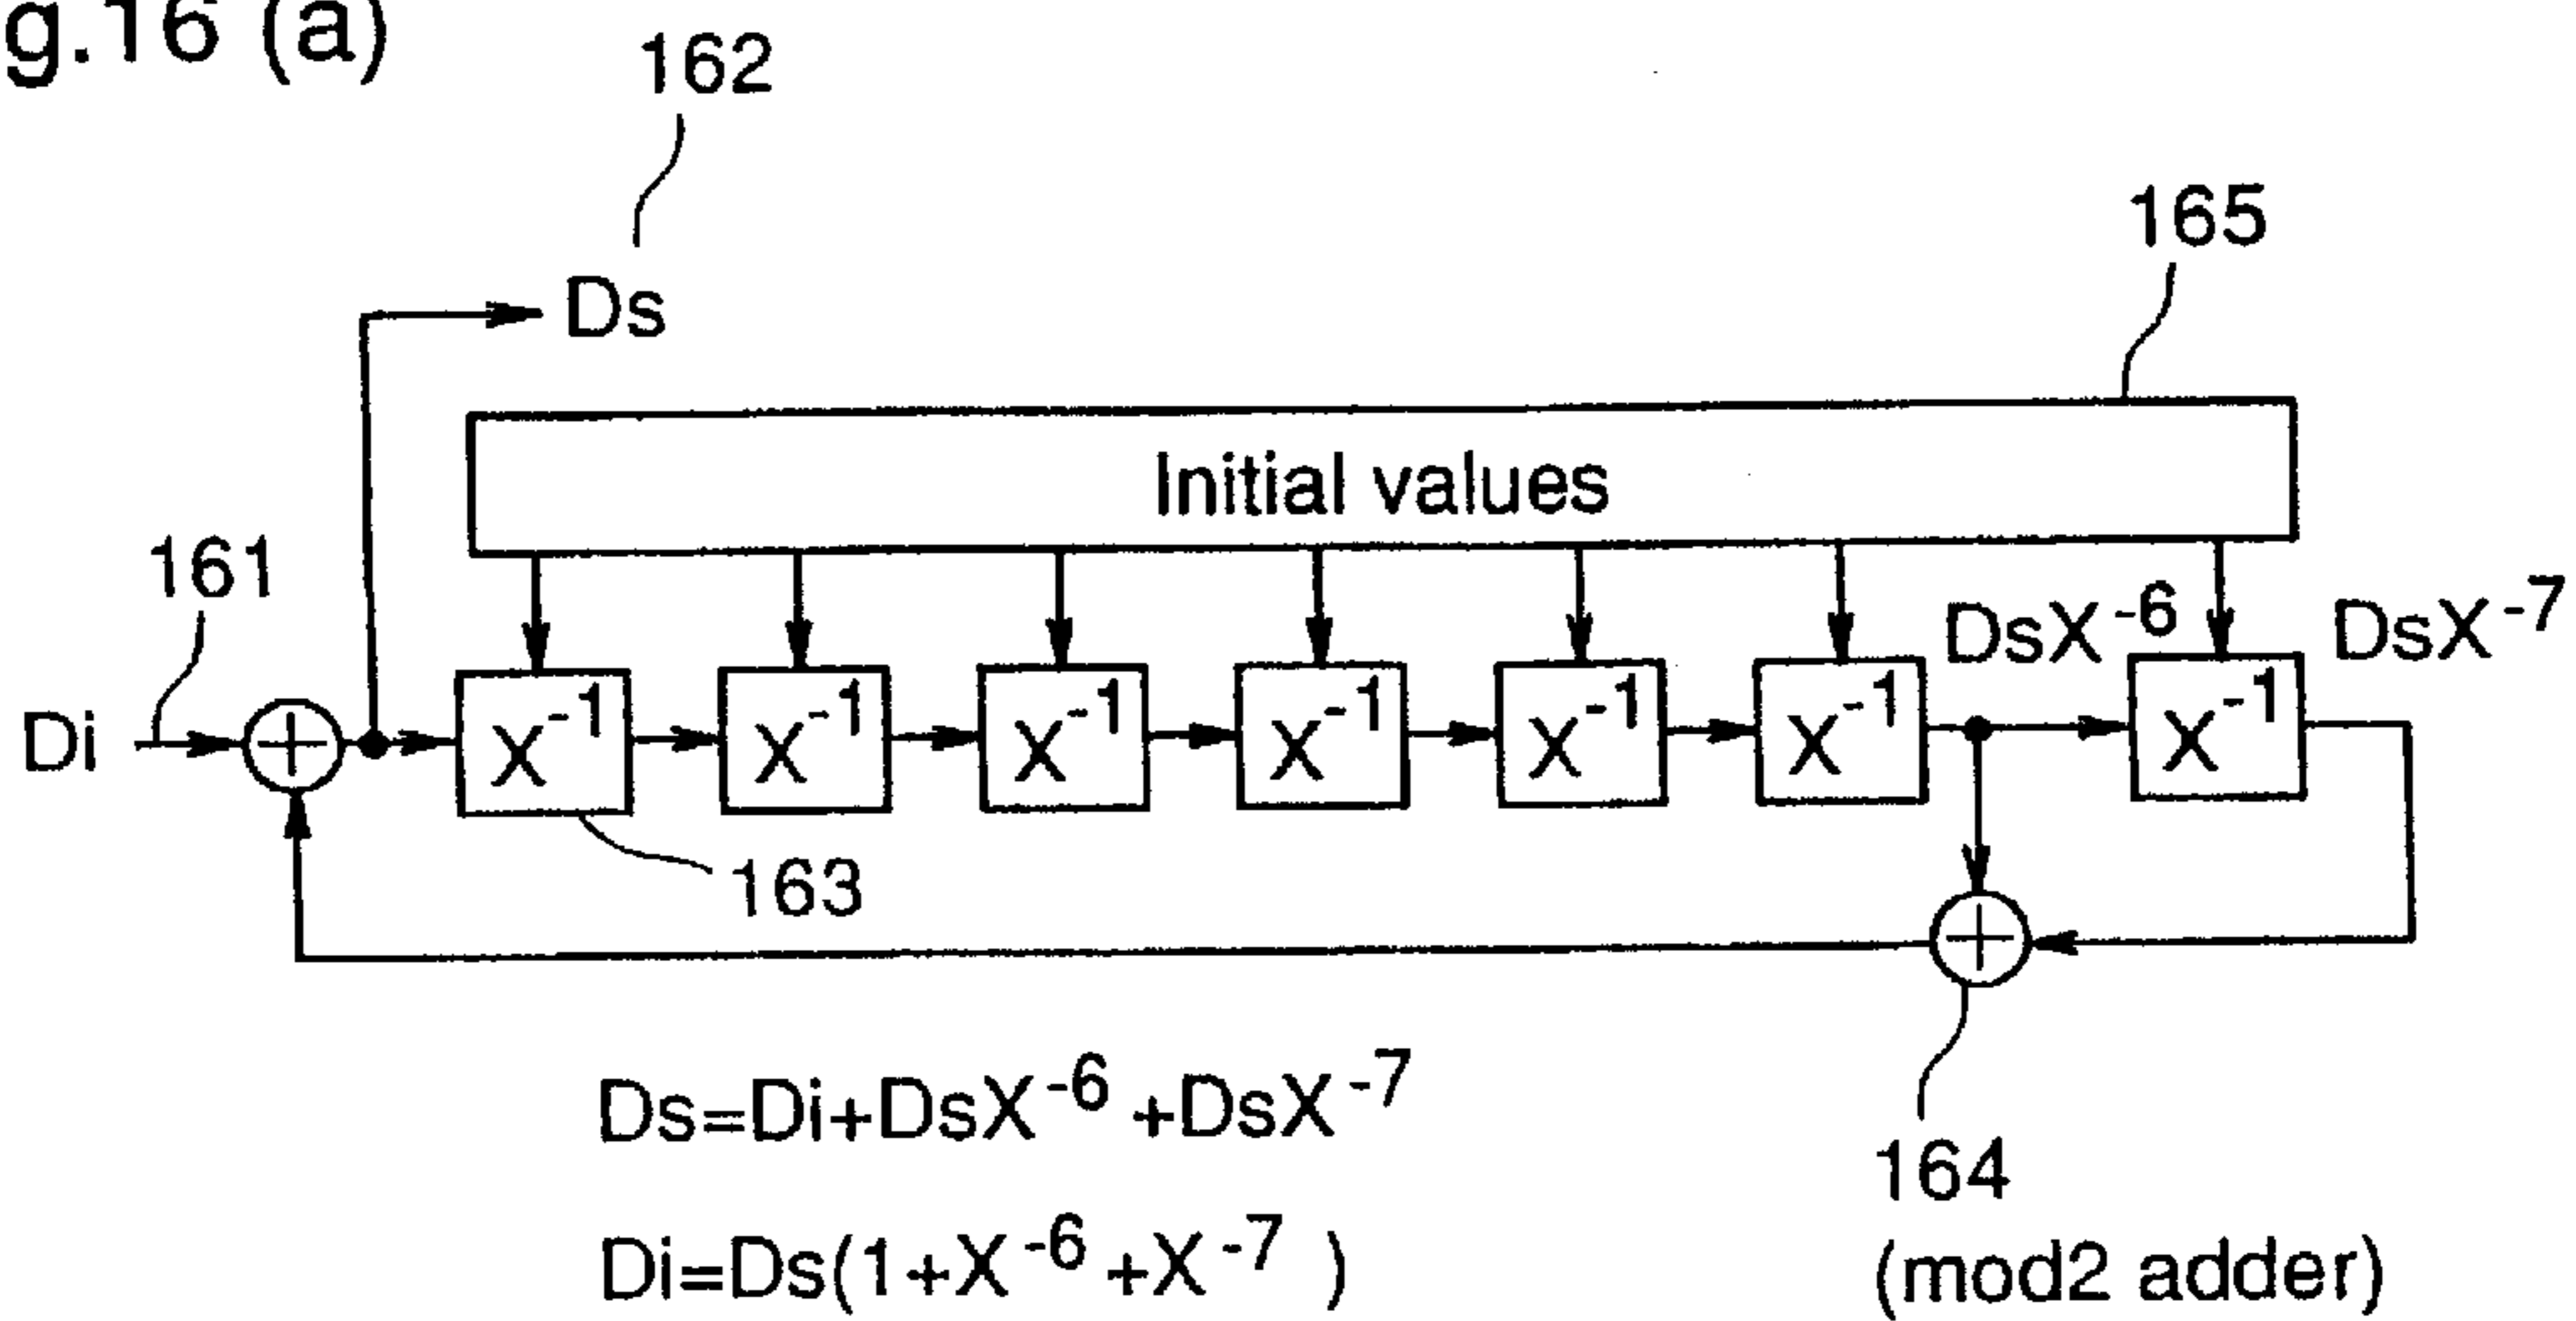 g.16 (a)
162
Ds
165
Initial values
161
DsX⁻⁶
DsX⁻⁷
Di
X⁻¹
X⁻¹
X⁻¹
X⁻¹
X⁻¹
X⁻¹
X⁻¹
163
Ds=Di+DsX⁻⁶+DsX⁻⁷
164
(mod2 adder)
Di=Ds(1+X⁻⁶+X⁻⁷)